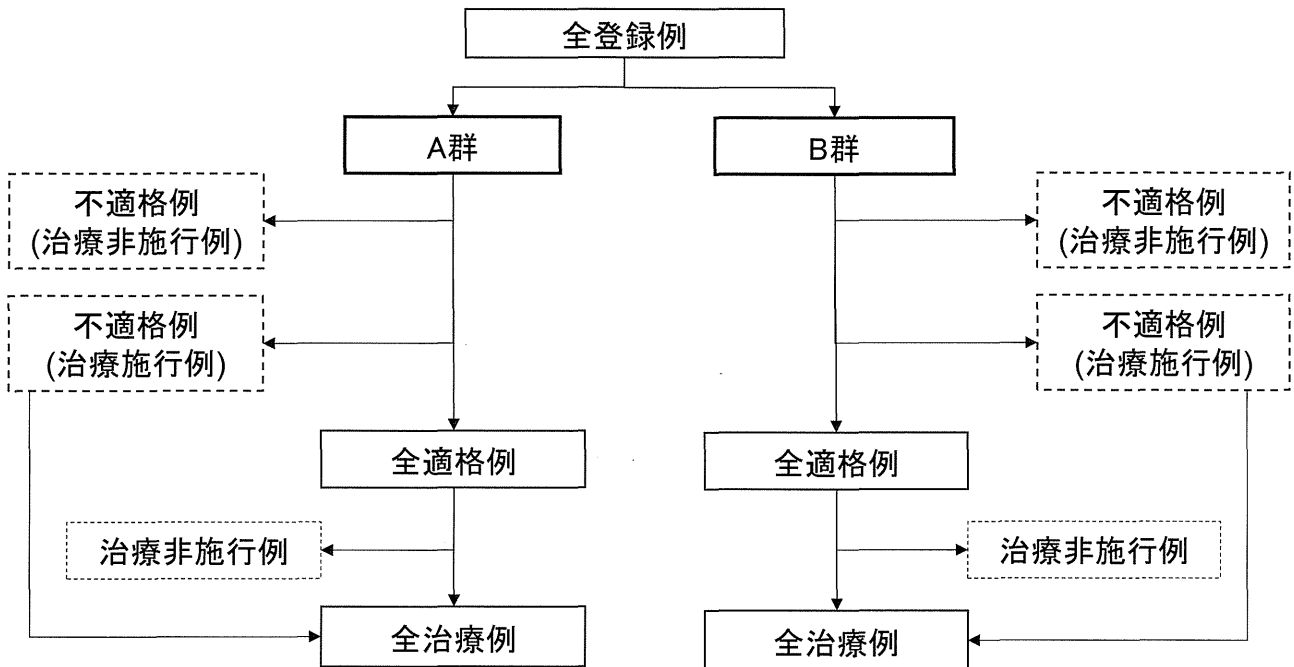 全登録例
A群
B群
不適格例
(治療非施行例)
不適格例
(治療非施行例)
不適格例
(治療施行例)
不適格例
(治療施行例)
全適格例
全適格例
治療非施行例
治療非施行例
全治療例
全治療例